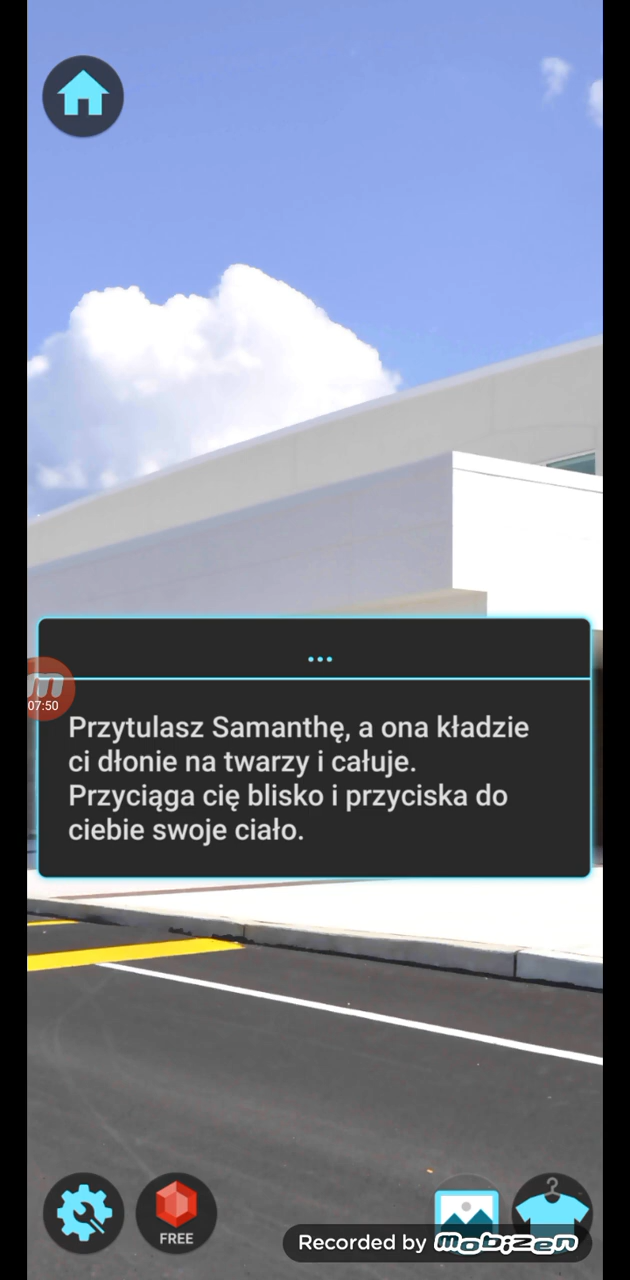 ...
07:50
Przytulasz Samanthę, a ona kładzie
ci dłonie na twarzy i całuje.
Przyciąga cię blisko i przyciska do
ciebie swoje ciało.
FREE
Recorded by mobizen